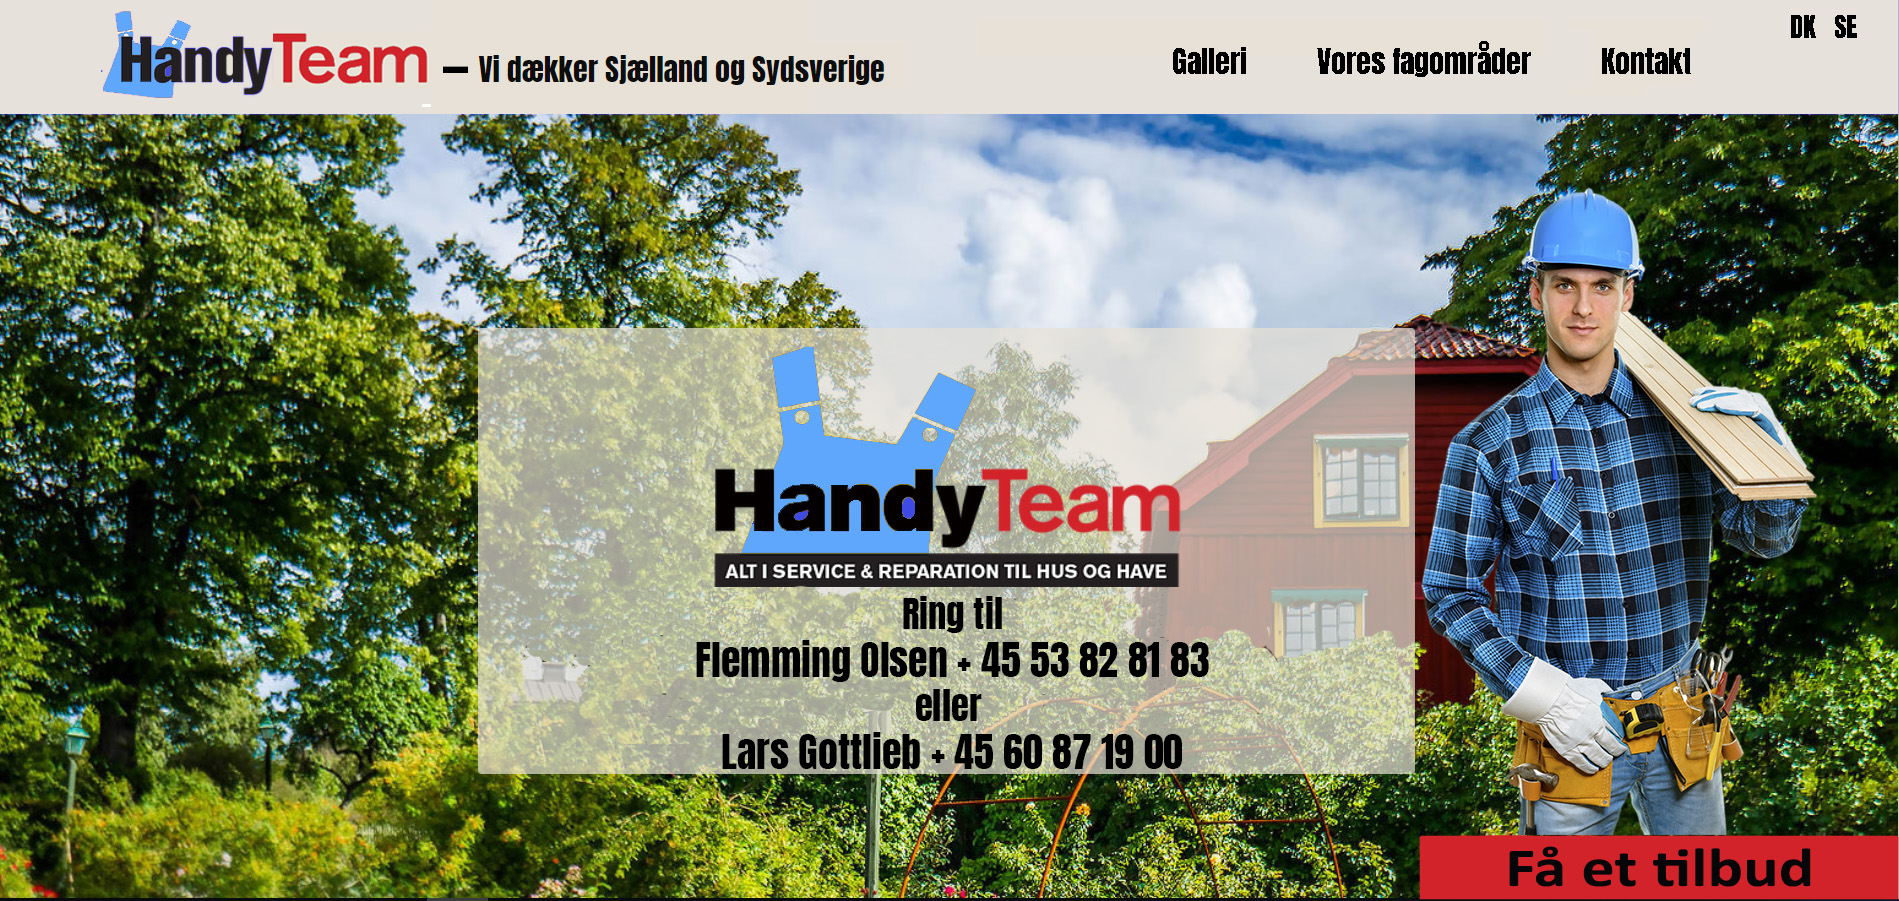 HandyTeam — Vi dækker Sjælland og Sydsverige
Galleri Vores fagområder Kontakt
DK SE
HandyTeam
ALT I SERVICE & REPARATION TIL HUS OG HAVE
Ring til
Flemming Olsen + 45 53 82 81 83
eller
Lars Gottlieb + 45 60 87 19 00
Få et tilbud